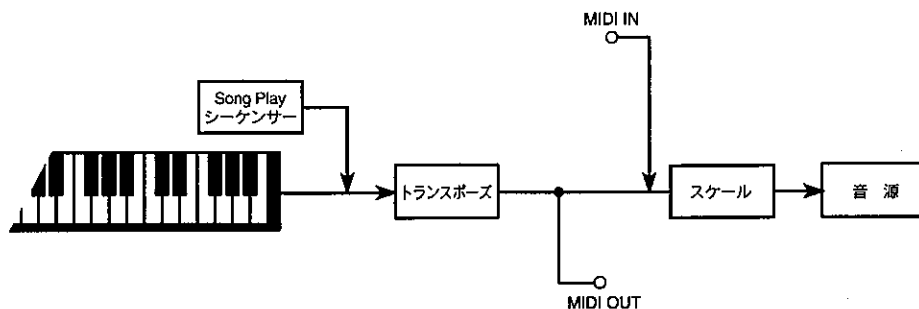 MIDI IN
Song Play
シーケンサー
トランスポーズ
スケール
音 源
MIDI OUT